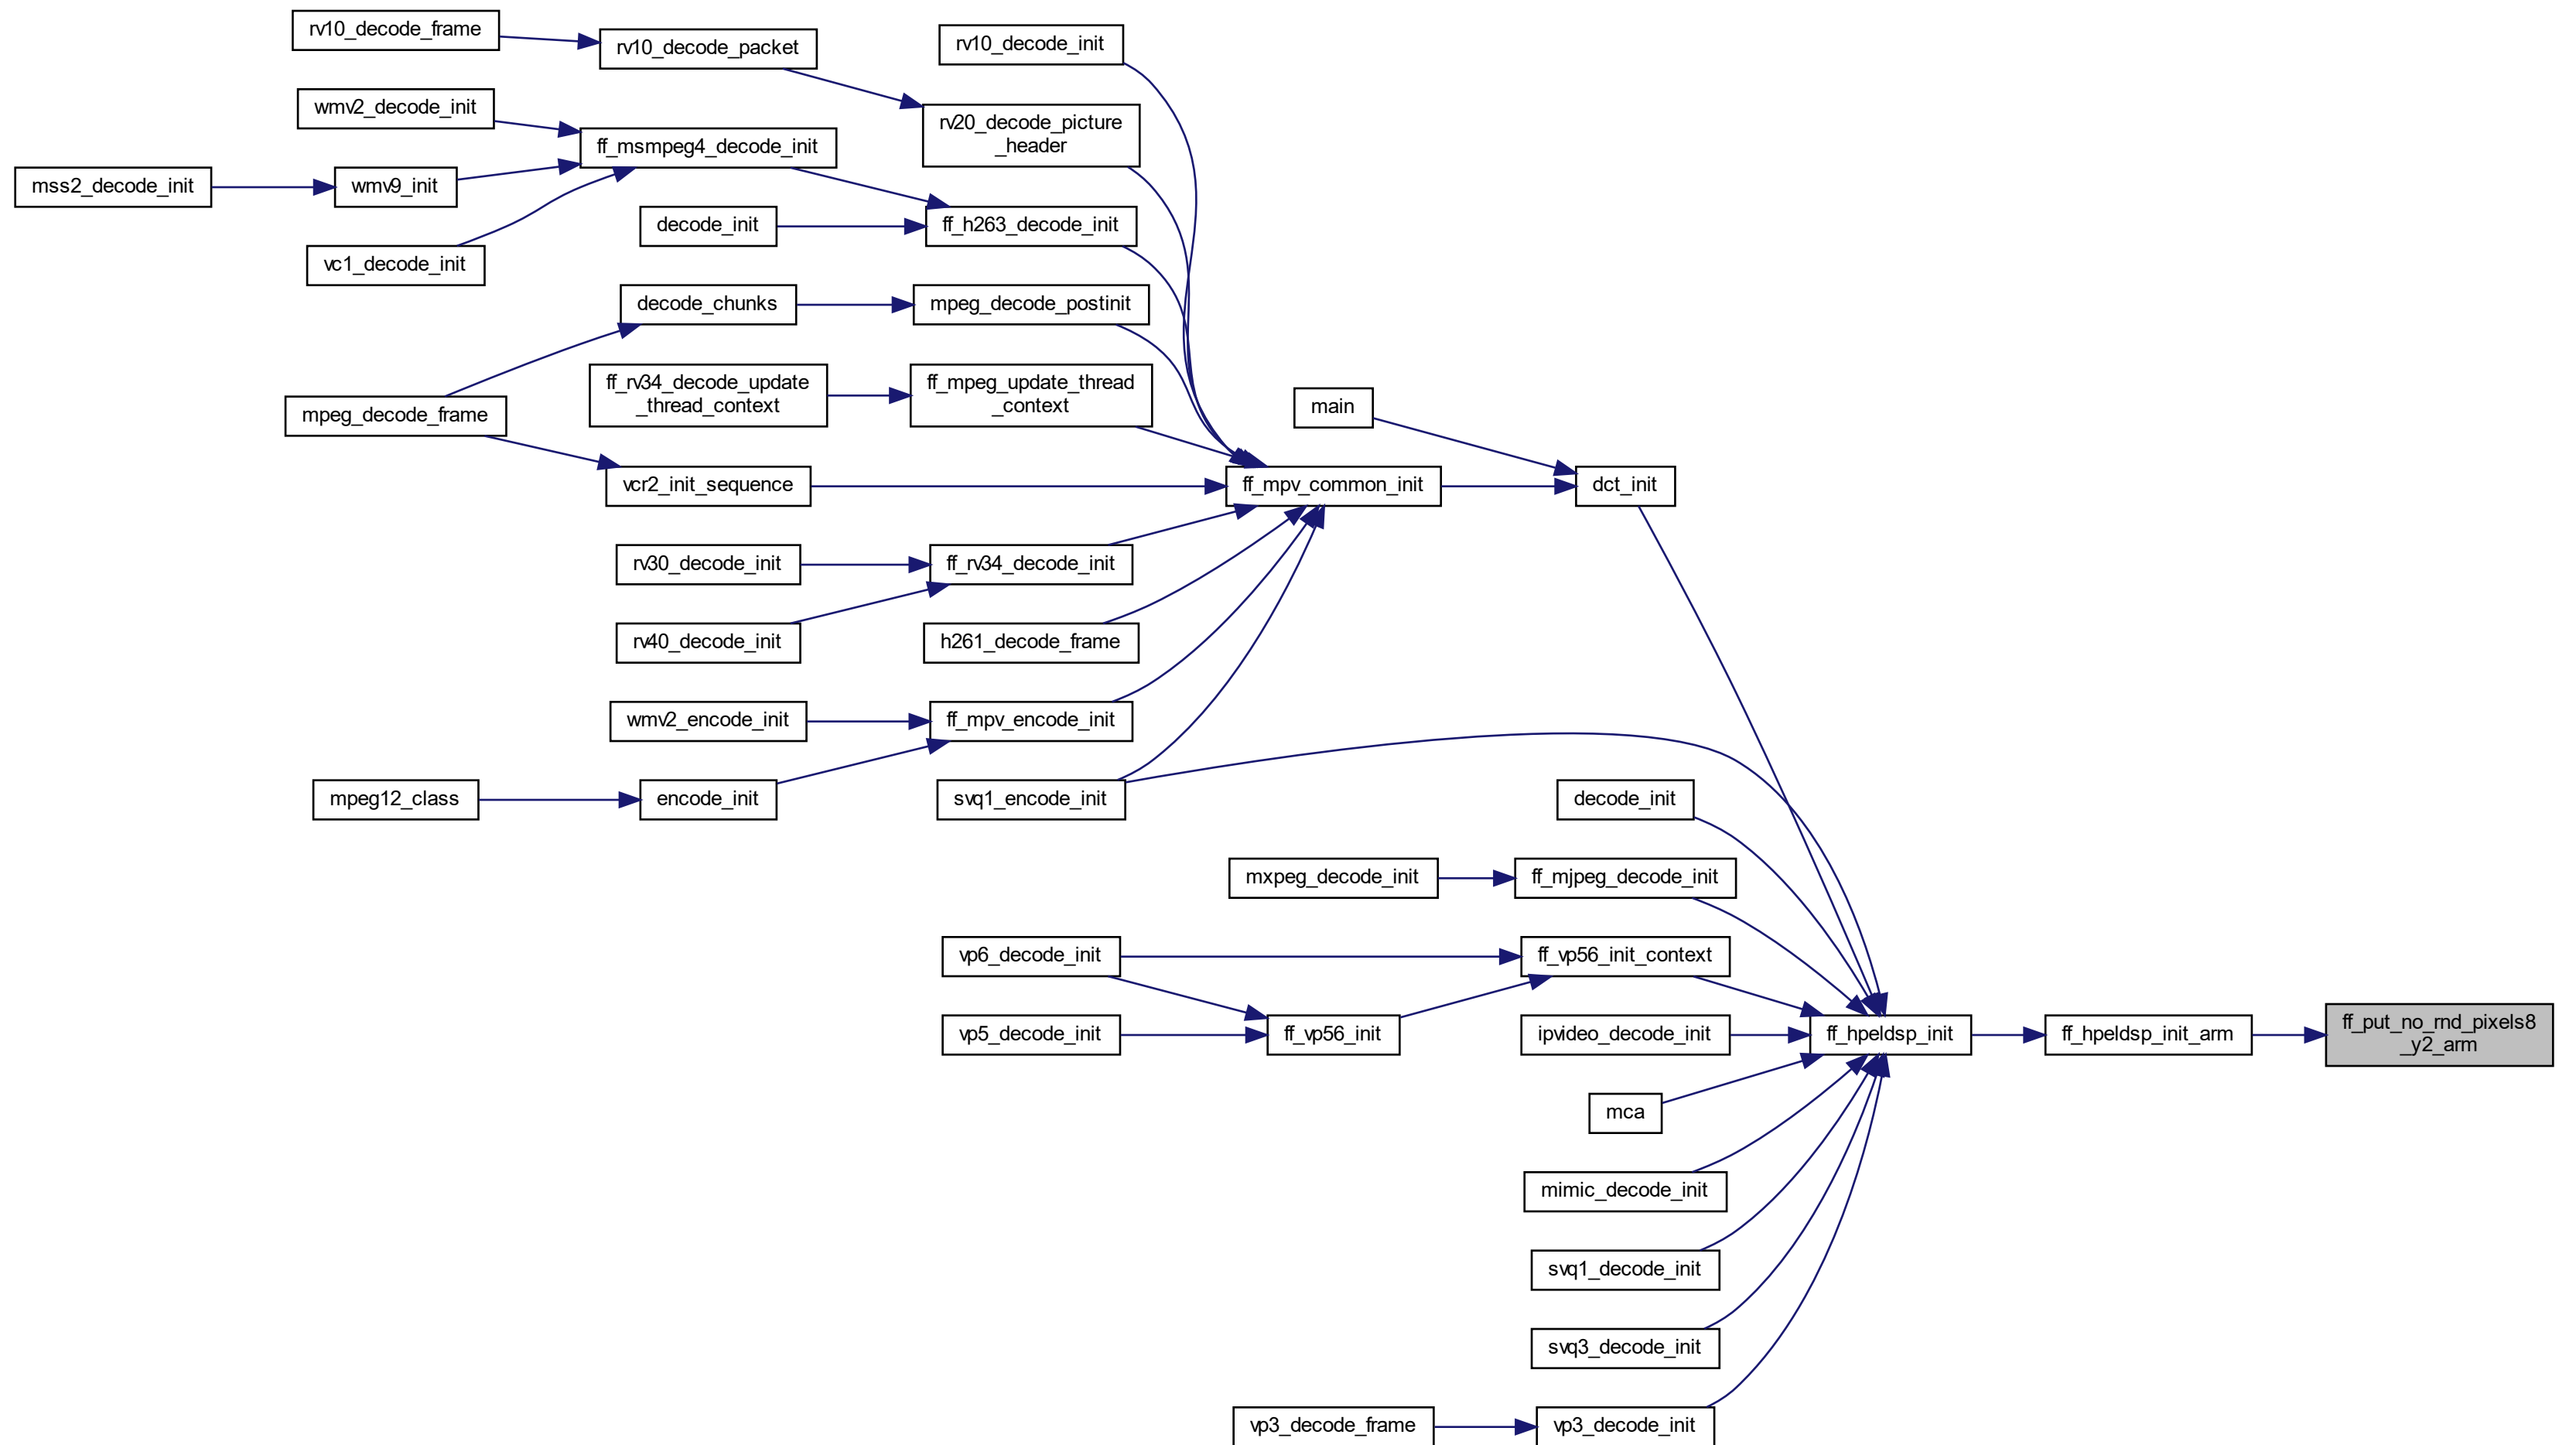 rv10_decode_frame
rv10_decode_packet
rv10_decode_init
wmv2_decode_init
rv20_decode_picture
_header
ff_msmpeg4_decode_init
mss2_decode_init
wmv9_init
decode_init
ff_h263_decode_init
vc1_decode_init
decode_chunks
mpeg_decode_postinit
ff_rv34_decode_update
_thread_context
ff_mpeg_update_thread
_context
main
mpeg_decode_frame
vcr2_init_sequence
ff_mpv_common_init
dct_init
rv30_decode_init
ff_rv34_decode_init
rv40_decode_init
h261_decode_frame
wmv2_encode_init
ff_mpv_encode_init
mpeg12_class
encode_init
svq1_encode_init
decode_init
mxpeg_decode_init
ff_mjpeg_decode_init
vp6_decode_init
ff_vp56_init_context
vp5_decode_init
ff_vp56_init
ipvideo_decode_init
ff_hpeldsp_init
ff_hpeldsp_init_arm
ff_put_no_rnd_pixels8
_y2_arm
mca
mimic_decode_init
svq1_decode_init
svq3_decode_init
vp3_decode_frame
vp3_decode_init